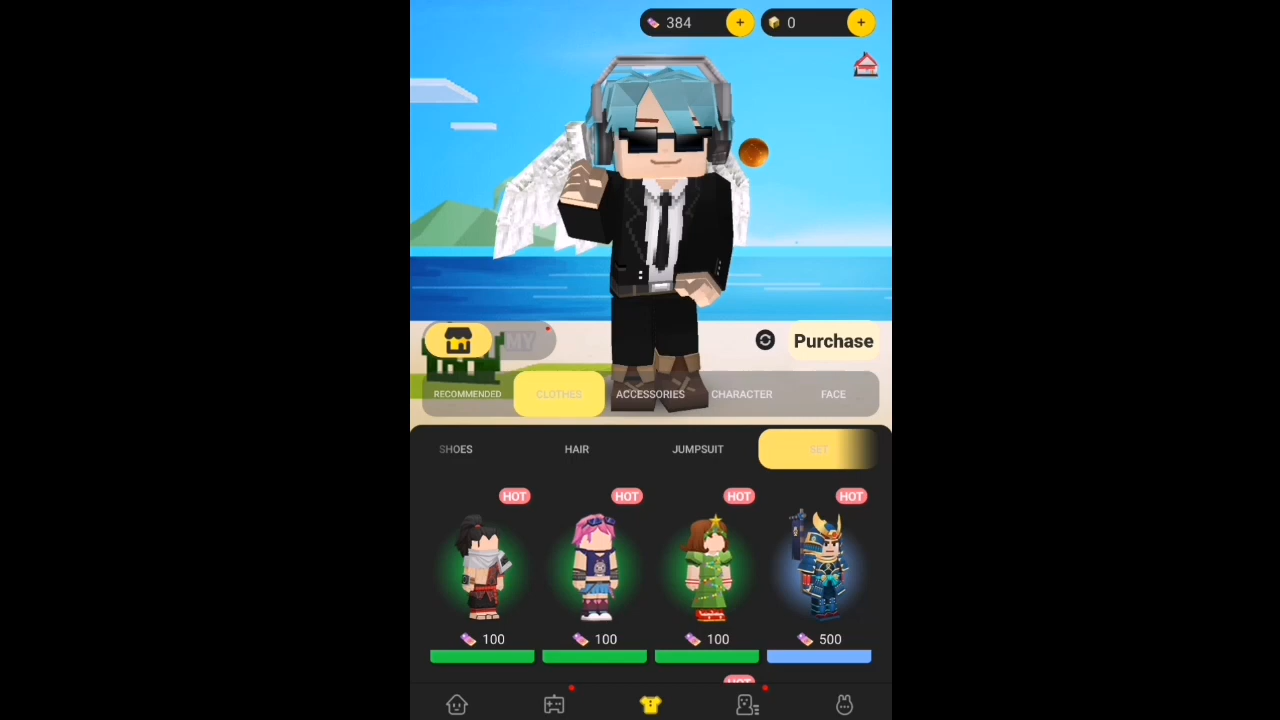 384
0
MY
Purchase
RECOMMENDED CLOTHES ACCESSORIES CHARACTER FACE
SHOES HAIR JUMPSUIT SET
HOT HOT HOT HOT
100 100 100 500
HOT